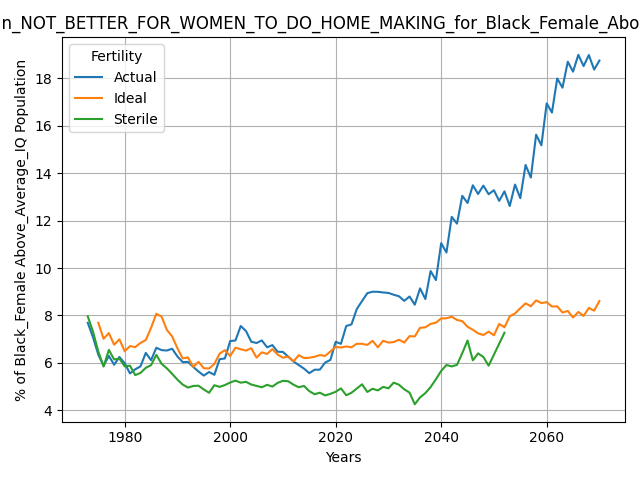 n_NOT_BETTER_FOR_WOMEN_TO_DO_HOME_MAKING_for_Black_Female_Abo
Fertility
Actual
Ideal
Sterile
% of Black_Female Above_Average_IQ Population
18
16
14
12
10
8
6
4
1980 2000 2020 2040 2060
Years